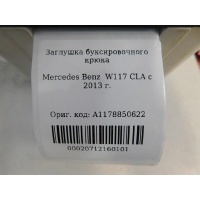 Заглушка буксировочного
крюка
Mercedes Benz W117 CLA с
2013 г.
Ориг. код: A1178850622
00020712160101